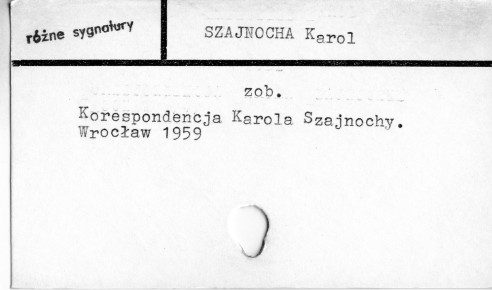 różne sygnatury
SZAJNOCHA Karol
zob.
Korespondencja Karola Szajnochy.
Wrocław 1959